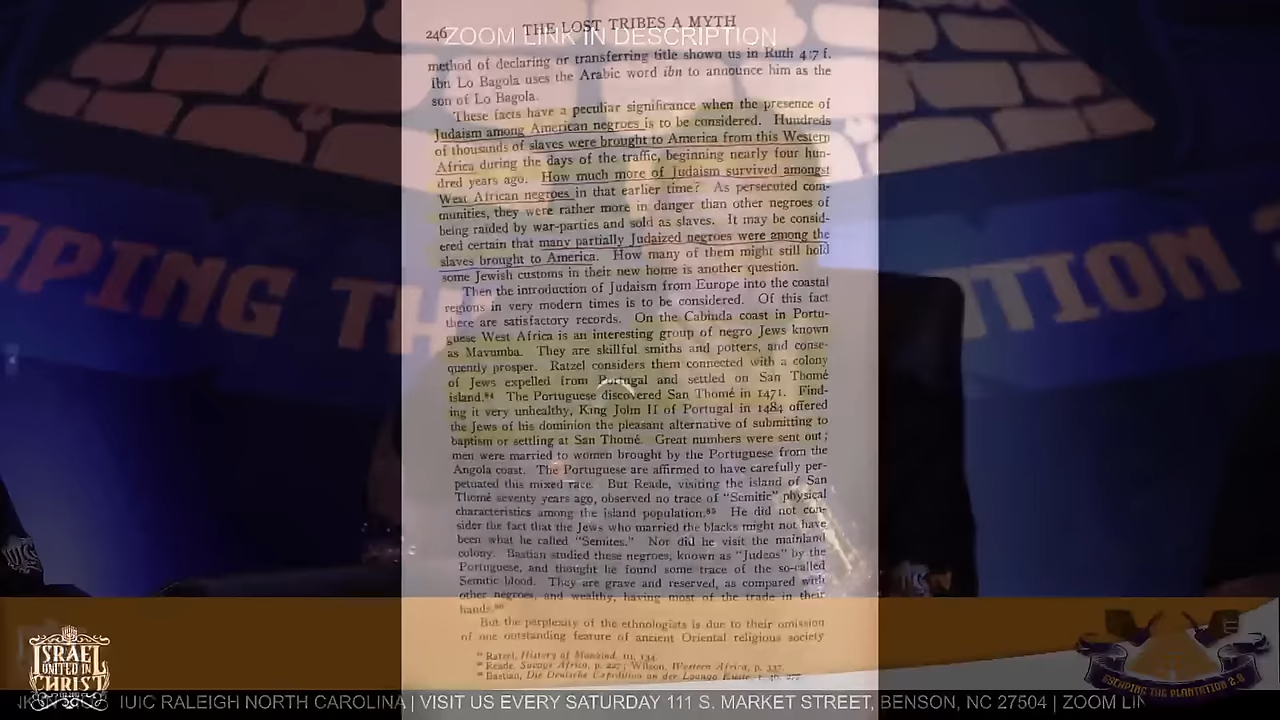 246
THE LOST TRIBES A MYTH
ZOOM LINK IN DESCRIPTION
method of declaring or transferring title shown us in Ruth 4:7 f.
Ibn Lo Bagola uses the Arabic word ibn to announce him as the
son of Lo Bagola.
These facts have a peculiar significance when the presence of
Judaism among American negroes is to be considered. Hundreds
of thousands of slaves were brought to America from this Western
Africa during the days of the traffic, beginning nearly four hun-
dred years ago. How much more of Judaism survived amongst
West African negroes in that earlier time? As persecuted com-
munities, they were rather more in danger than other negroes of
being raided by war-parties and sold as slaves. It may be consid-
ered certain that many partially Judaized negroes were among the
slaves brought to America. How many of them might still hold
some Jewish customs in their new home is another question.
Then the introduction of Judaism from Europe into the coastal
regions in very modern times is to be considered. Of this fact
there are satisfactory records. On the Cabinda coast in Portu-
guese West Africa is an interesting group of negro Jews known
as Mavumba. They are skillful smiths and potters, and conse-
quently prosper. Ratzel considers them connected with a colony
of Jews expelled from Portugal and settled on San Thomé
island.⁸⁴ The Portuguese discovered San Thomé in 1471. Find-
ing it very unhealthy, King John II of Portugal in 1484 offered
the Jews of his dominion the pleasant alternative of submitting to
baptism or settling at San Thomé. Great numbers were sent out;
men were married to women brought by the Portuguese from the
Angola coast. The Portuguese are affirmed to have carefully per-
petuated this mixed race. But Reade, visiting the island of San
Thomé seventy years ago, observed no trace of "Semitic" physical
characteristics among the island population.⁸⁵ He did not con-
sider the fact that the Jews who married the blacks might not have
been what he called "Semites." Nor did he visit the mainland
colony. Bastian studied these negroes, known as "Judeos" by the
Portuguese, and thought he found some trace of the so-called
Semitic blood. They are grave and reserved, as compared with
other negroes, and wealthy, having most of the trade in their
hands.⁸⁶
But the perplexity of the ethnologists is due to their omission
of one outstanding feature of ancient Oriental religious society
⁸⁴ Ratzel, History of Mankind, III, 134.
⁸⁵ Reade, Savage Africa, p. 227; Wilson, Western Africa, p. 337.
⁸⁶ Bastian, Die Deutsche Expedition an der Loango Küste
PING TH
TION
ISRAEL
UNITED IN
CHRIST
ESCAPING THE PLANTATION 2.0
IUIC RALEIGH NORTH CAROLINA | VISIT US EVERY SATURDAY 111 S. MARKET STREET, BENSON, NC 27504 | ZOOM LIN